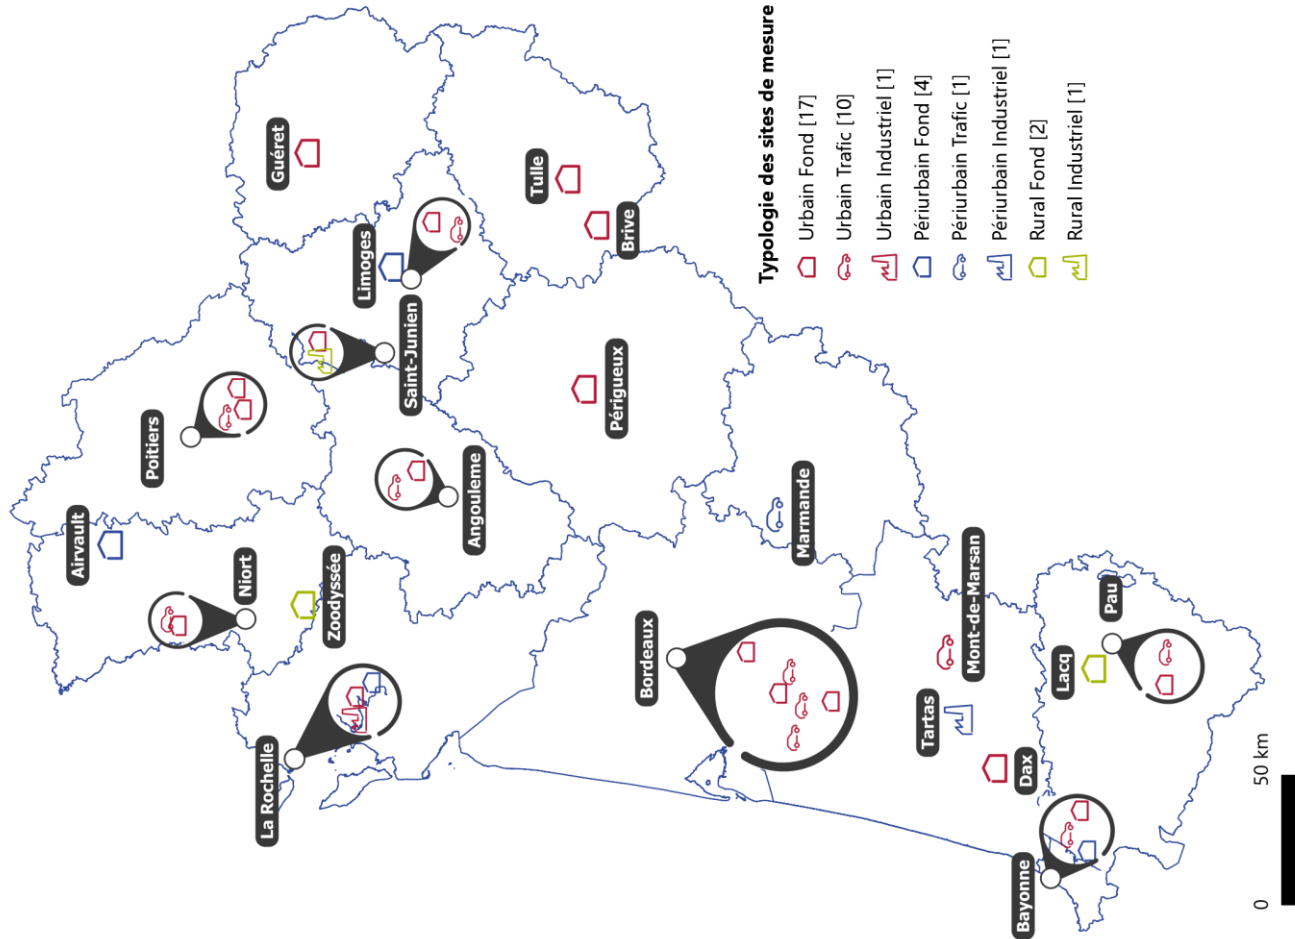 Airvault
Poitiers
Guéret
Niort
Limoges
La Rochelle
Zoodyssée
Saint-Junien
Tulle
Angouleme
Brive
Périgueux
Bordeaux
Marmande
Tartas
Mont-de-Marsan
Dax
Lacq
Pau
Bayonne
Typologie des sites de mesure
Urbain Fond [17]
Urbain Trafic [10]
Urbain Industriel [1]
Périurbain Fond [4]
Périurbain Trafic [1]
Périurbain Industriel [1]
Rural Fond [2]
Rural Industriel [1]
0 50 km